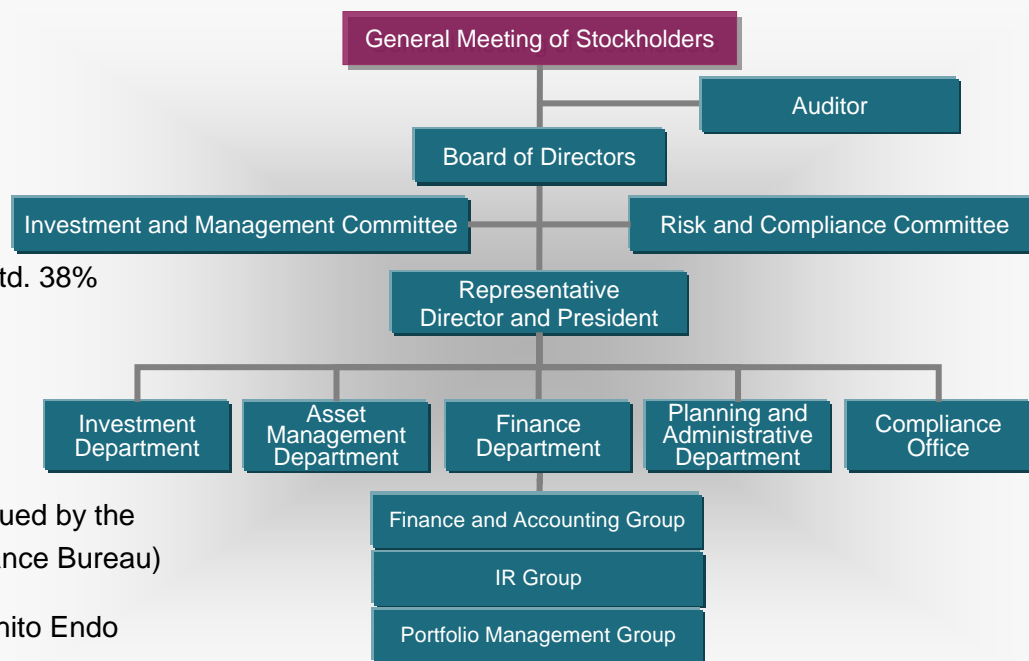 General Meeting of Stockholders
Auditor
Board of Directors
Investment and Management Committee
Risk and Compliance Committee
td. 38%
Representative
Director and President
Investment
Department
Asset
Management
Department
Finance
Department
Planning and
Administrative
Department
Compliance
Office
ued by the
ance Bureau)
Finance and Accounting Group
IR Group
hito Endo
Portfolio Management Group